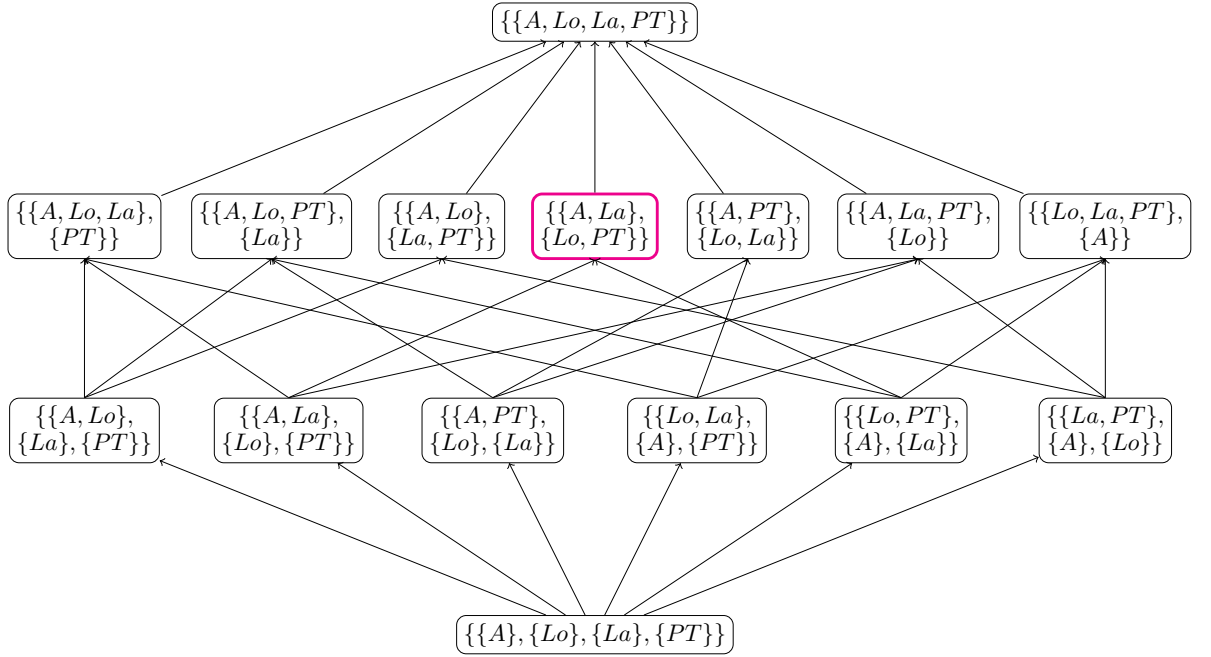 {{A, Lo, La, PT}}
{{A, Lo, La},
{PT}}
{{A, Lo, PT},
{La}}
{{A, Lo},
{La, PT}}
{{A, La},
{Lo, PT}}
{{A, PT},
{Lo, La}}
{{A, La, PT},
{Lo}}
{{Lo, La, PT},
{A}}
{{A, Lo},
{La}, {PT}}
{{A, La},
{Lo}, {PT}}
{{A, PT},
{Lo}, {La}}
{{Lo, La},
{A}, {PT}}
{{Lo, PT},
{A}, {La}}
{{La, PT},
{A}, {Lo}}
{{A}, {Lo}, {La}, {PT}}